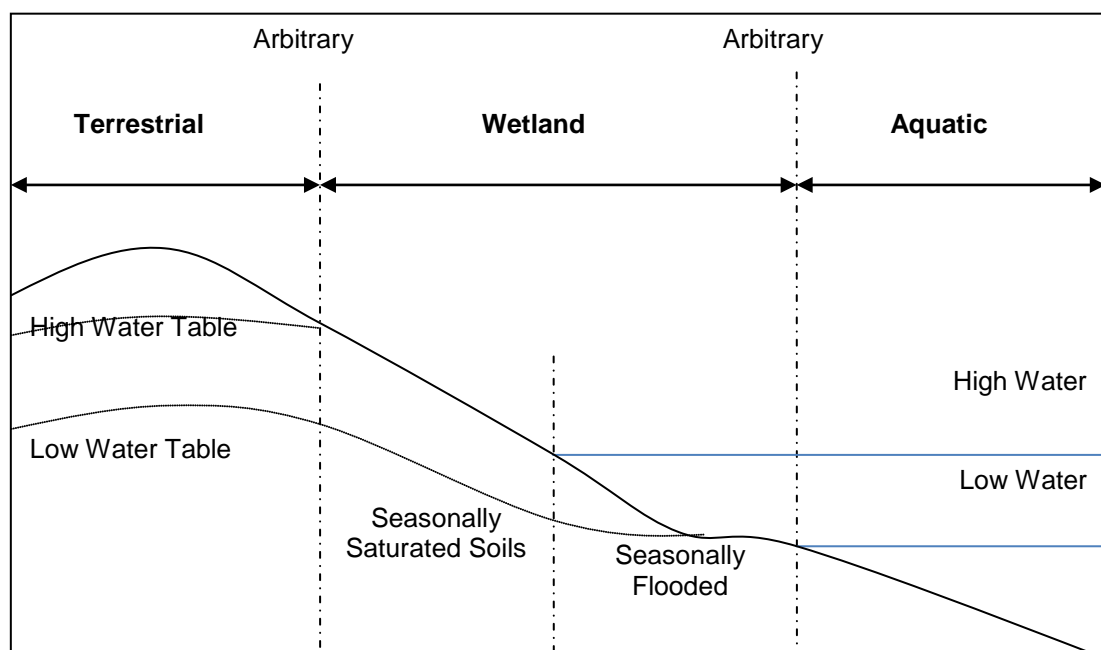 Arbitrary
Arbitrary
Terrestrial
Wetland
Aquatic
High Water Table
High Water
Low Water Table
Low Water
Seasonally
Saturated Soils
Seasonally
Flooded